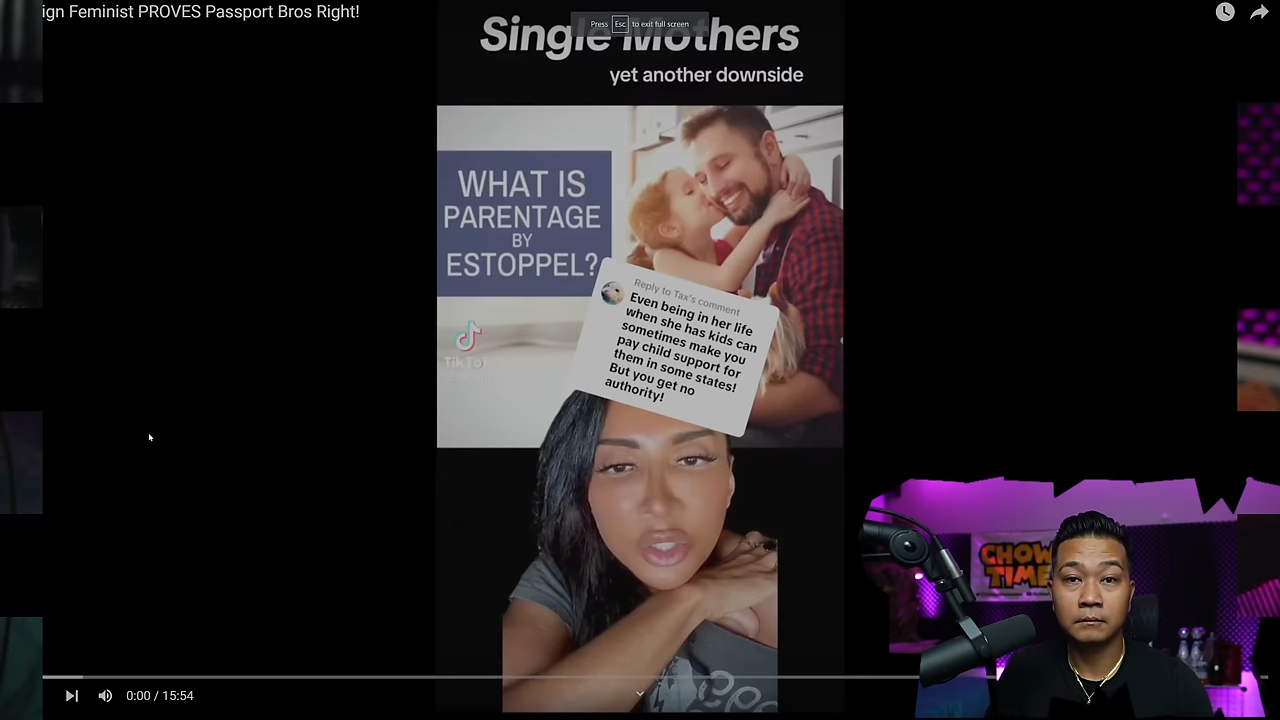 ign Feminist PROVES Passport Bros Right!
Press Esc to exit full screen
Single Mothers
yet another downside
WHAT IS
PARENTAGE
BY
ESTOPPEL?
Reply to Tax's comment
Even being in her life
when she has kids can
sometimes make you
pay child support for
them in some states!
But you get no
authority!
TikTok
CHOW
TIME
0:00 / 15:54